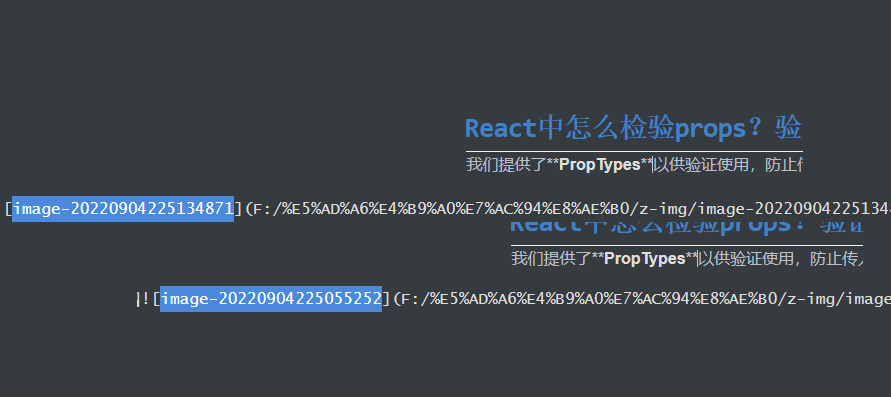 React中怎么检验props？验
我们提供了**PropTypes**以供验证使用，防止传
[image-20220904225134871](F:/%E5%AD%A6%E4%B9%A0%E7%AC%94%E8%AE%B0/z-img/image-202209042251348
React中怎么检验props？验证
我们提供了**PropTypes**以供验证使用，防止传入
![image-20220904225055252](F:/%E5%AD%A6%E4%B9%A0%E7%AC%94%E8%AE%B0/z-img/image